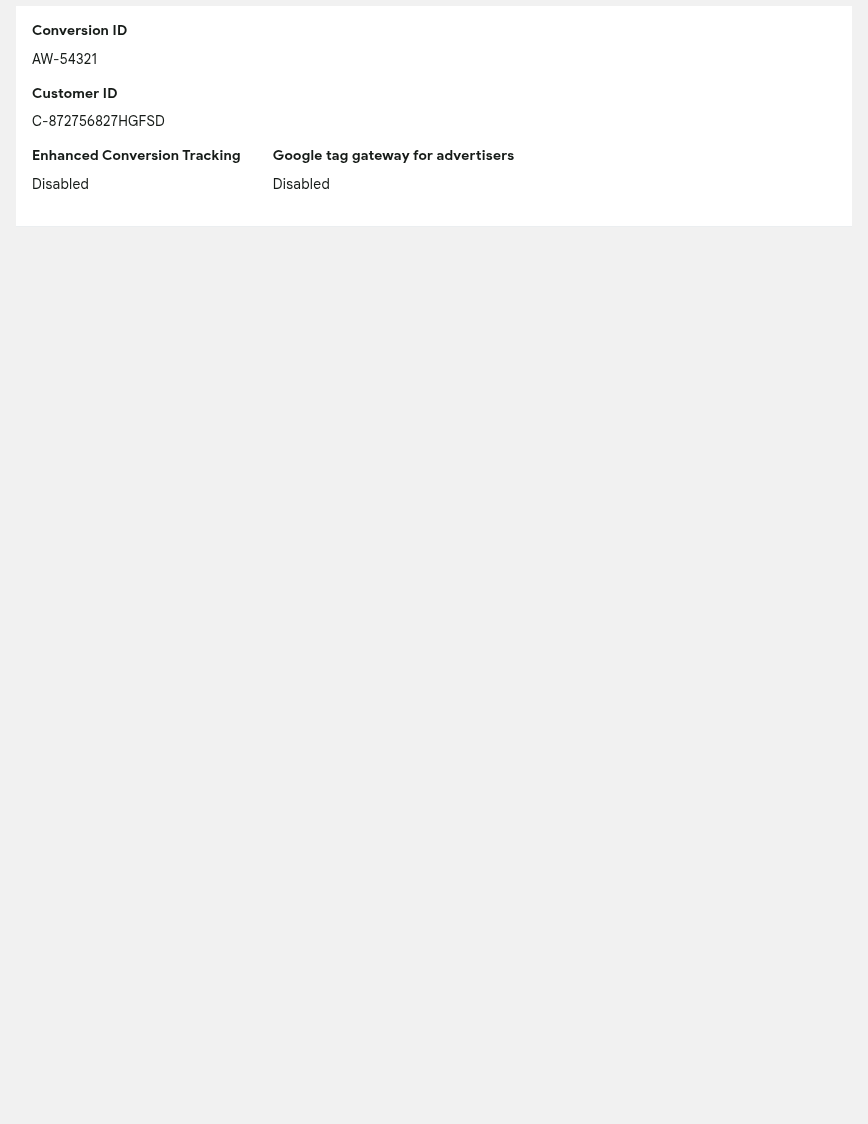 Conversion ID
AW-54321
Customer ID
C-872756827HGFSD
Enhanced Conversion Tracking
Google tag gateway for advertisers
Disabled
Disabled